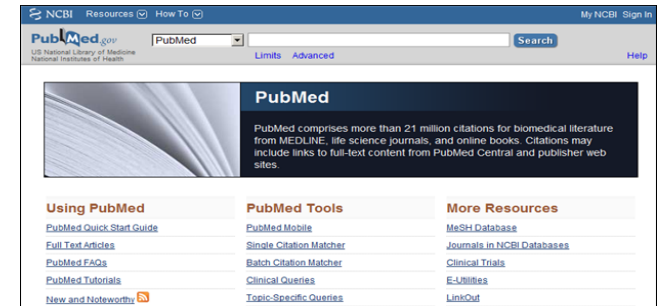 NCBI Resources How To My NCBI Sign In
PubMed.gov PubMed Search
US National Library of Medicine
National Institutes of Health
Limits Advanced Help
PubMed
PubMed comprises more than 21 million citations for biomedical literature
from MEDLINE, life science journals, and online books. Citations may
include links to full-text content from PubMed Central and publisher web
sites.
Using PubMed PubMed Tools More Resources
PubMed Quick Start Guide PubMed Mobile MeSH Database
Full Text Articles Single Citation Matcher Journals in NCBI Databases
PubMed FAQs Batch Citation Matcher Clinical Trials
PubMed Tutorials Clinical Queries E-Utilities
New and Noteworthy Topic-Specific Queries LinkOut